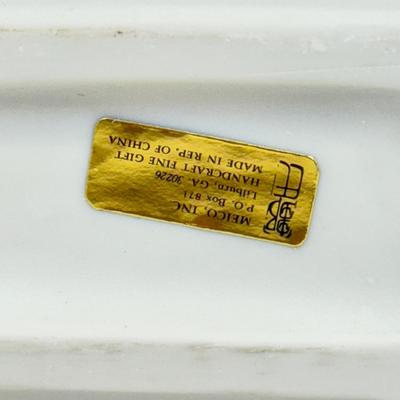 MEICO, INC
P.O. Box 871
Lilburn, GA. 30226
HANDCRAFT FINE GIFT
MADE IN REP. OF CHINA